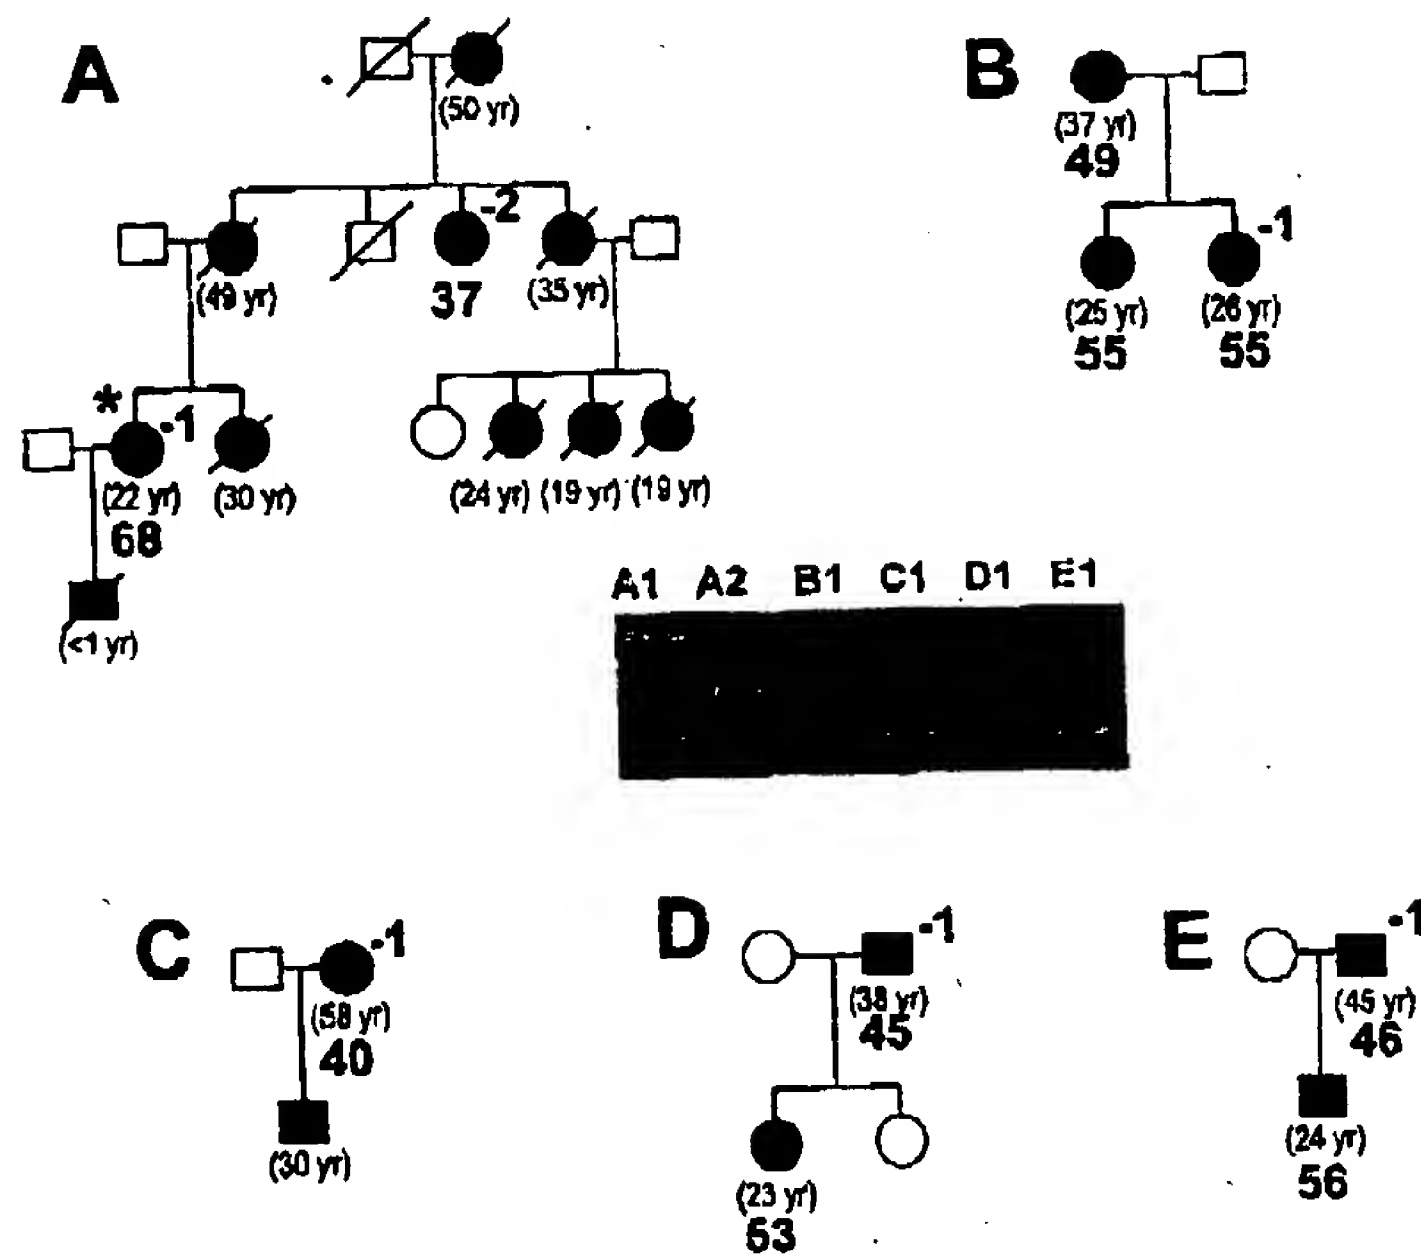 A
(50 yr)
-2
(49 yr)
37
(35 yr)
*
-1
(22 yr)
(30 yr)
68
(<1 yr)
(24 yr)
(19 yr)
(19 yr)
B
(37 yr)
49
-1
(25 yr)
(26 yr)
55
55
A1 A2 B1 C1 D1 E1
C
-1
(58 yr)
40
(30 yr)
D
-1
(38 yr)
45
(23 yr)
53
E
-1
(45 yr)
46
(24 yr)
56